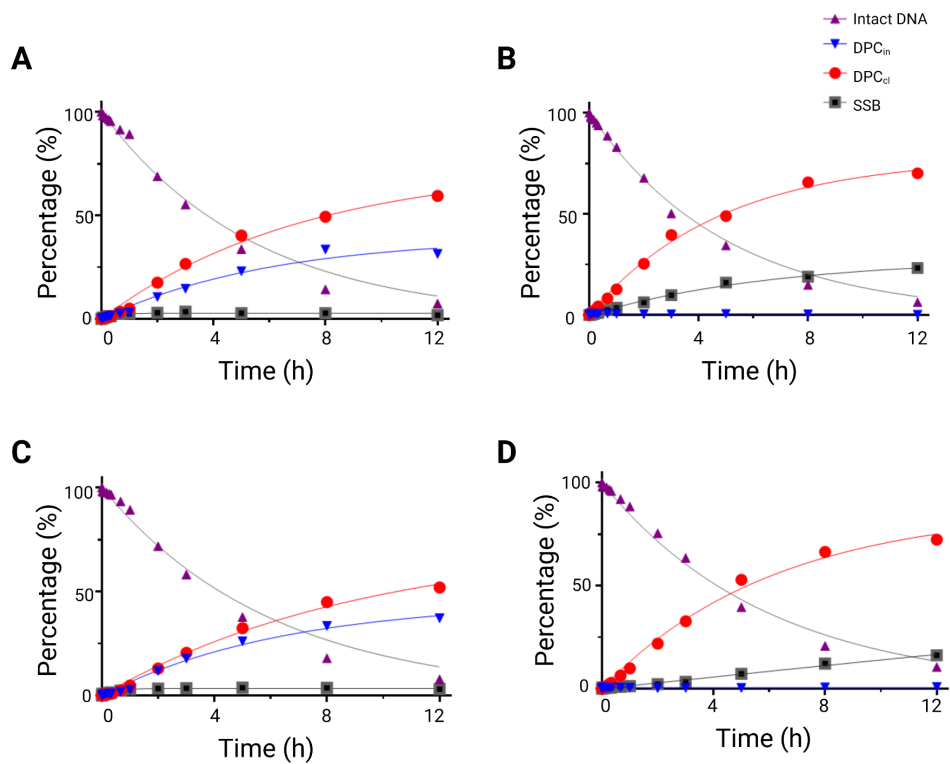 Intact DNA
DPCin
DPCcl
SSB
A
B
100
50
0
Percentage (%)
0 4 8 12
Time (h)
100
50
0
Percentage (%)
0 4 8 12
Time (h)
C
D
100
50
0
Percentage (%)
0 4 8 12
Time (h)
100
50
0
Percentage (%)
0 4 8 12
Time (h)